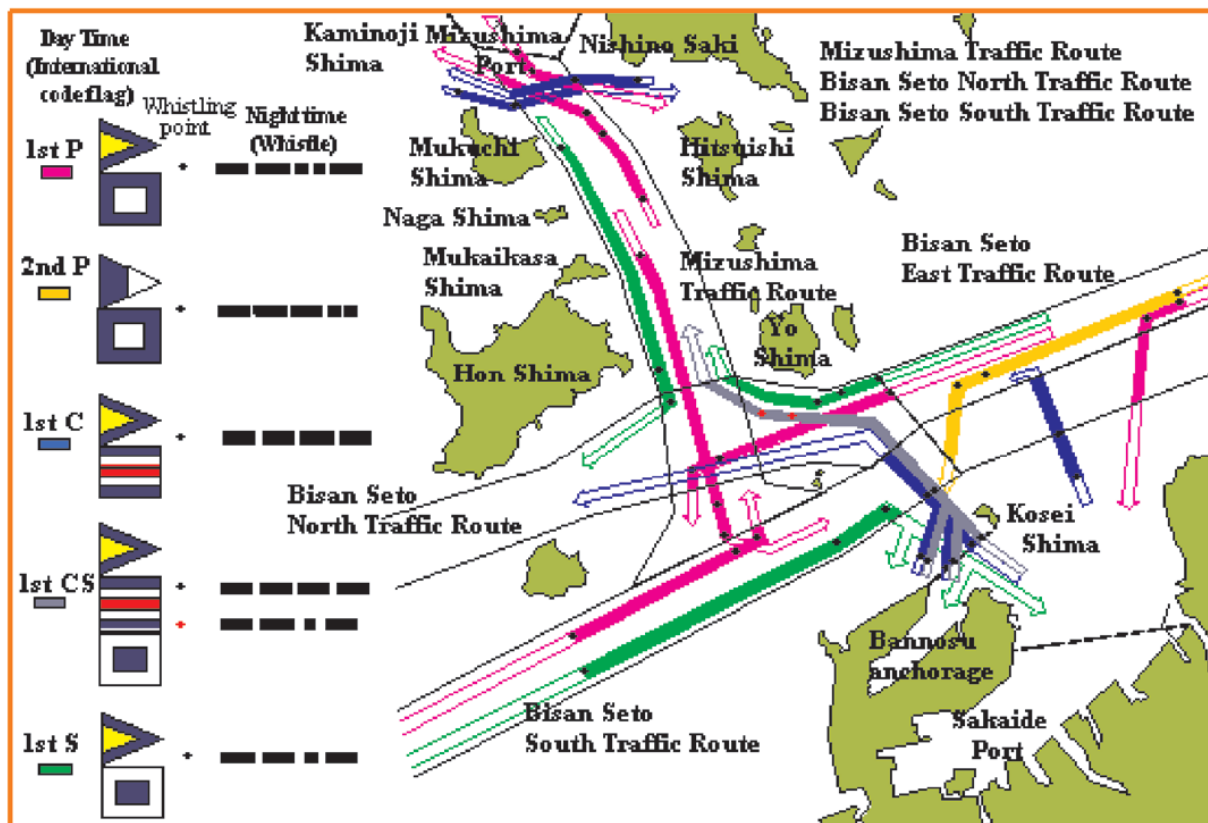 Day Time
(International
codeflag)
Whistling
point
Night time
(Whistle)
1st P
2nd P
1st C
1st CS
1st S
Kaminoji
Shima
Mizushima
Port
Nishino Saki
Mizushima Traffic Route
Bisan Seto North Traffic Route
Bisan Seto South Traffic Route
Mukuchi
Shima
Hitsuishi
Shima
Naga Shima
Mukaikasa
Shima
Mizushima
Traffic Route
Bisan Seto
East Traffic Route
Yo
Shima
Hon Shima
Bisan Seto
North Traffic Route
Kosei
Shima
Bannosu
anchorage
Bisan Seto
South Traffic Route
Sakaide
Port